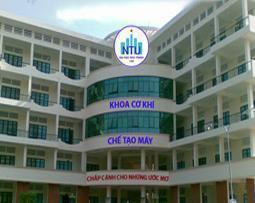 NTU
KHOA CƠ KHÍ
CHẾ TẠO MÁY
CHẮP CÁNH CHO NHỮNG ƯỚC MƠ